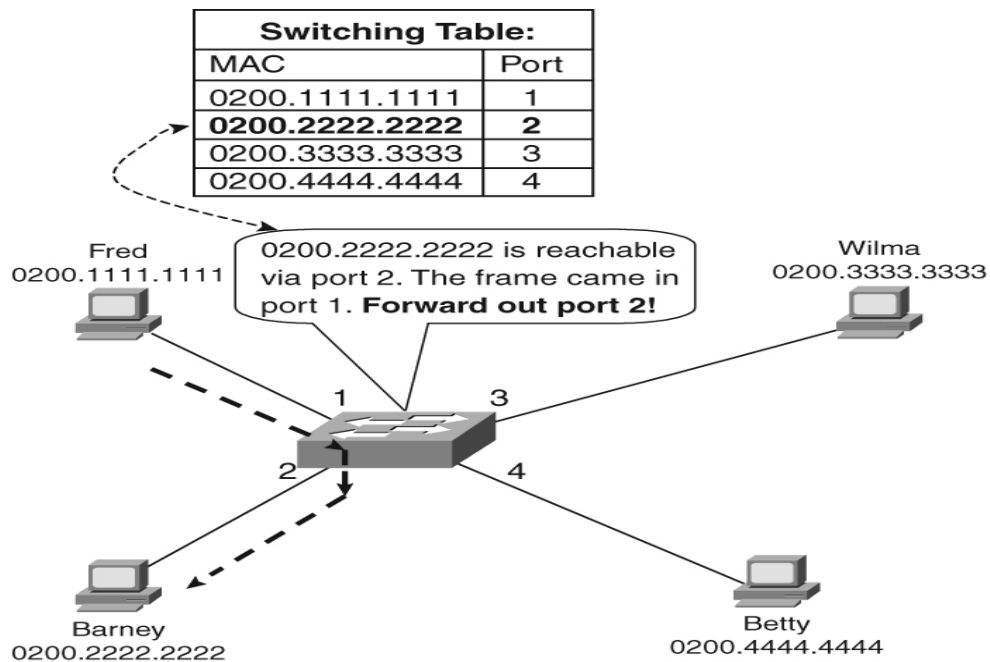 Switching Table:
MAC Port
0200.1111.1111 1
0200.2222.2222 2
0200.3333.3333 3
0200.4444.4444 4
Fred
0200.1111.1111
0200.2222.2222 is reachable
via port 2. The frame came in
port 1. Forward out port 2!
Wilma
0200.3333.3333
1
3
2
4
Barney
0200.2222.2222
Betty
0200.4444.4444